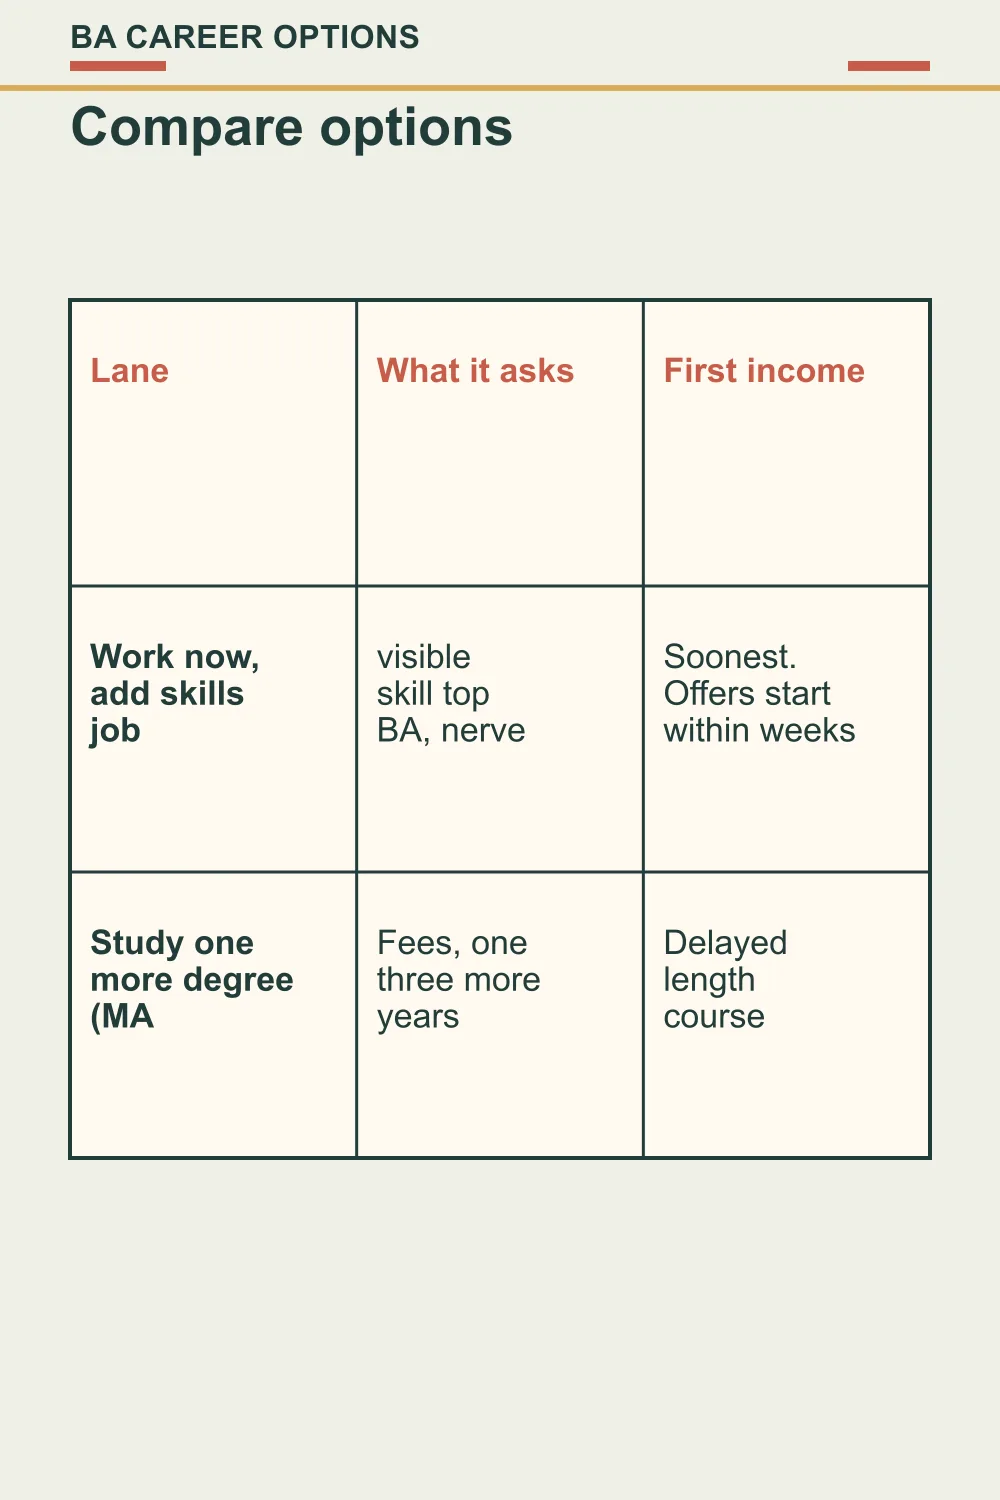 BA CAREER OPTIONS
Compare options
Lane
What it asks
First income
Work now,
add skills
job
visible
skill top
BA, nerve
Soonest.
Offers start
within weeks
Study one
more degree
(MA
Fees, one
three more
years
Delayed
length
course